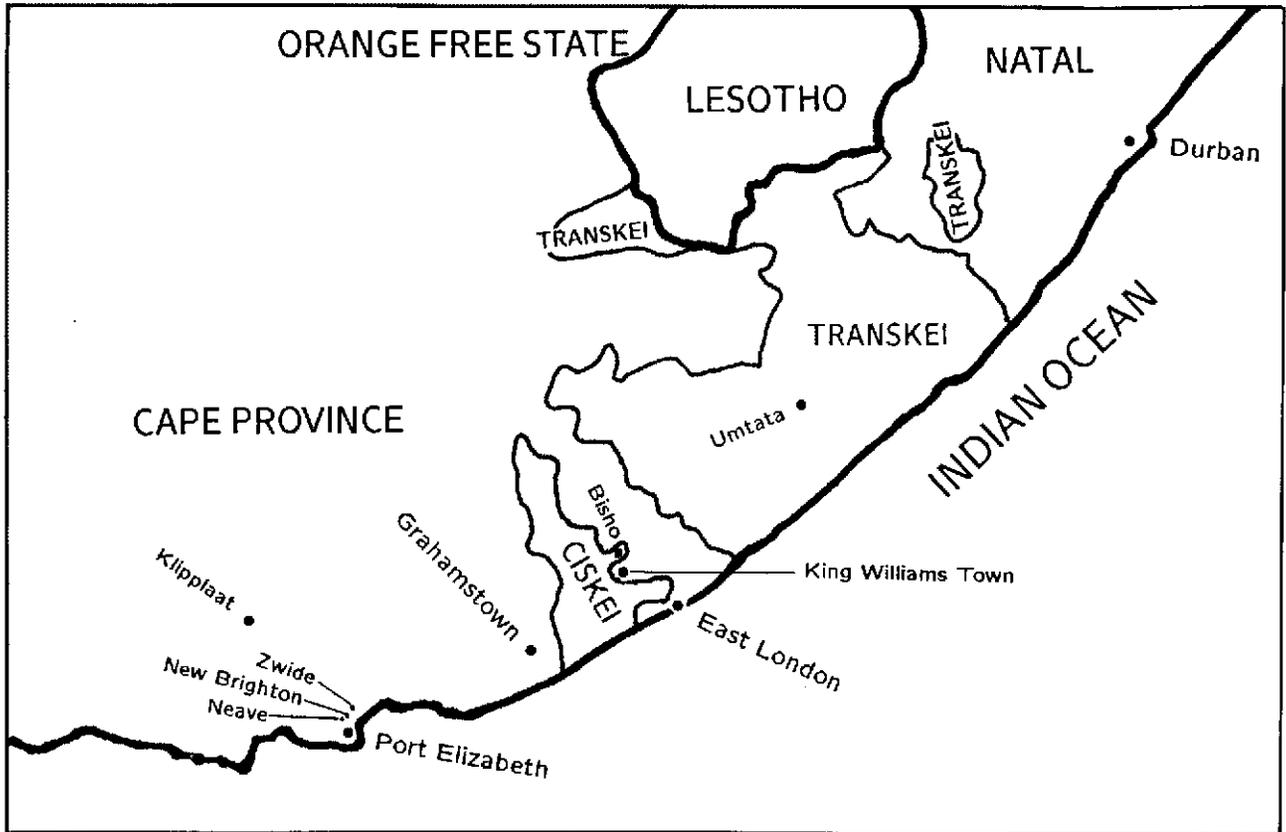 ORANGE FREE STATE
NATAL
LESOTHO
TRANSKEI
Durban
TRANSKEI
TRANSKEI
INDIAN OCEAN
CAPE PROVINCE
Umtata
Bisho
Grahamstown
CISKEI
Klipplaat
King Williams Town
East London
Zwide
New Brighton
Neave
Port Elizabeth